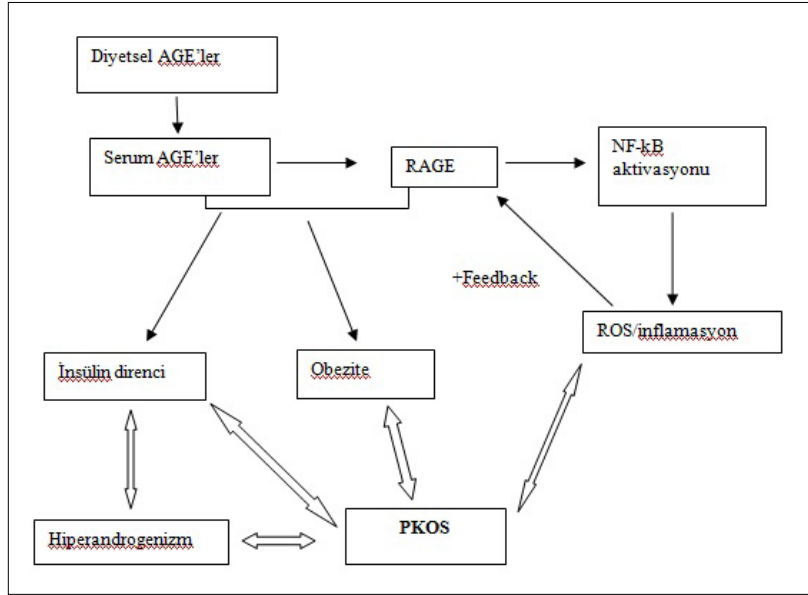 Diyetsel AGE'ler
Serum AGE'ler
RAGE
NF-kB
aktivasyonu
+Feedback
ROS/inflamasyon
İnsülin direnci
Obezite
Hiperandrogenizm
PKOS